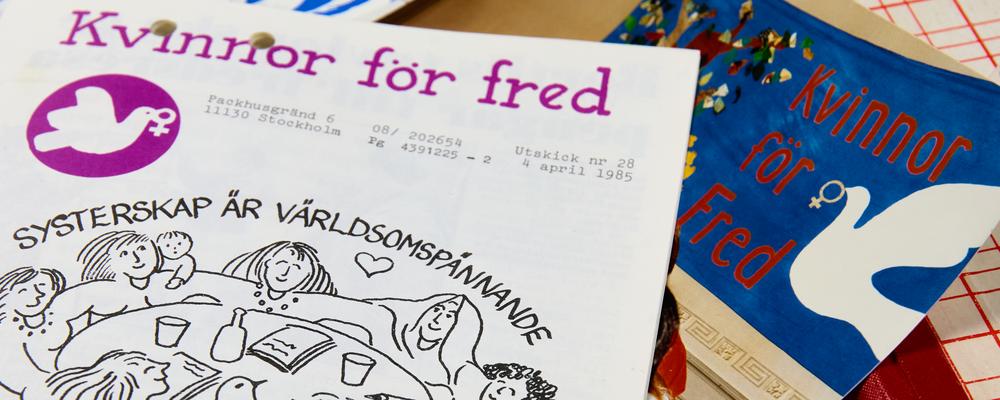 Kvinnor för fred
Packhusgränd 6
11130 Stockholm
08/ 202654
Pg 4391225 - 2
Utskick nr 28
4 april 1985
SYSTERSKAP ÄR VÄRLDSOMSPÄNNANDE
Kvinnor
för
Fred